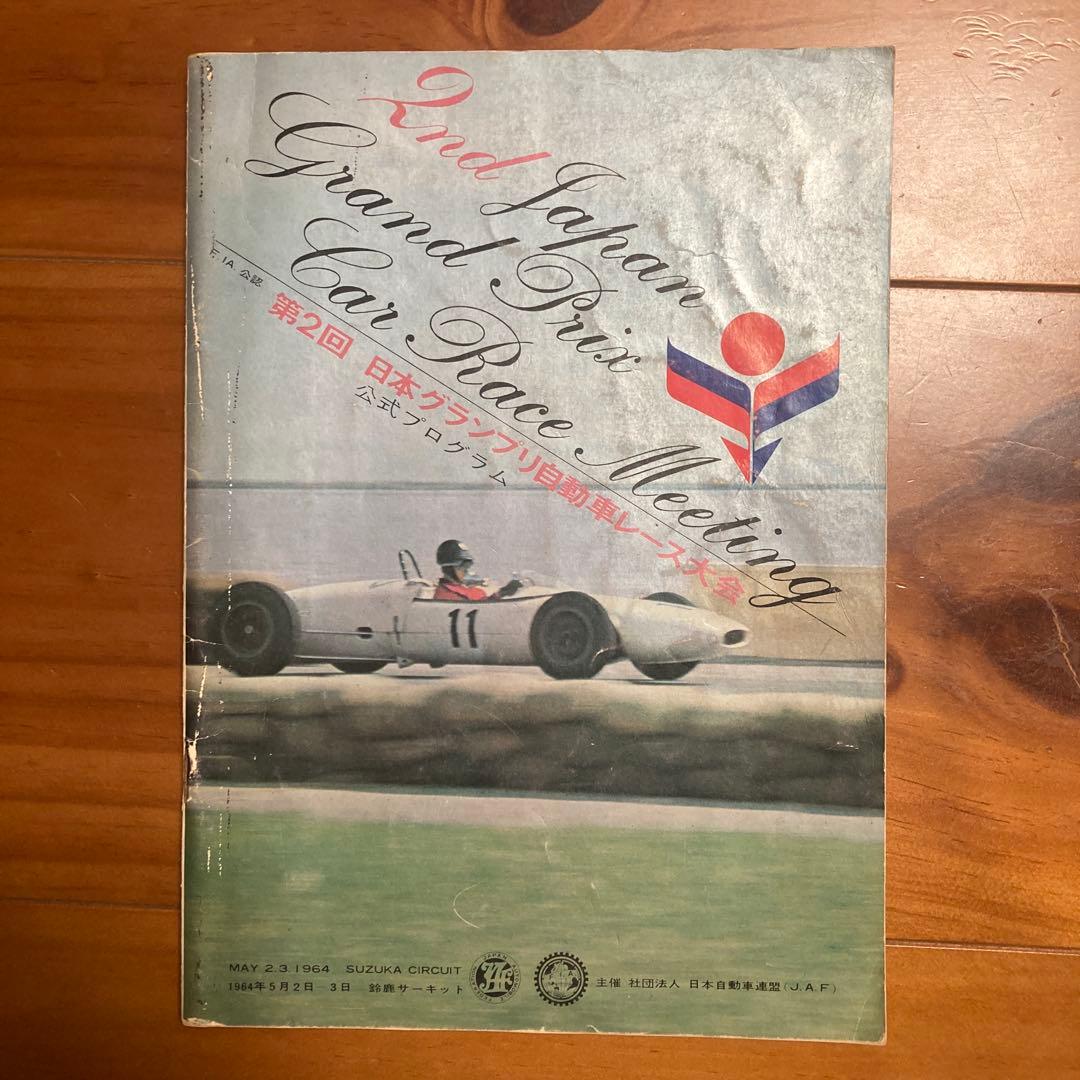 2nd Japan
Grand Prix
Car Race Meeting
F.IA.公認
第2回 日本グランプリ自動車レース大会
公式プログラム
11
MAY 2.3.1964 SUZUKA CIRCUIT
1964年5月2日—3日 鈴鹿サーキット
JAF
主催 社団法人 日本自動車連盟(J.A.F)